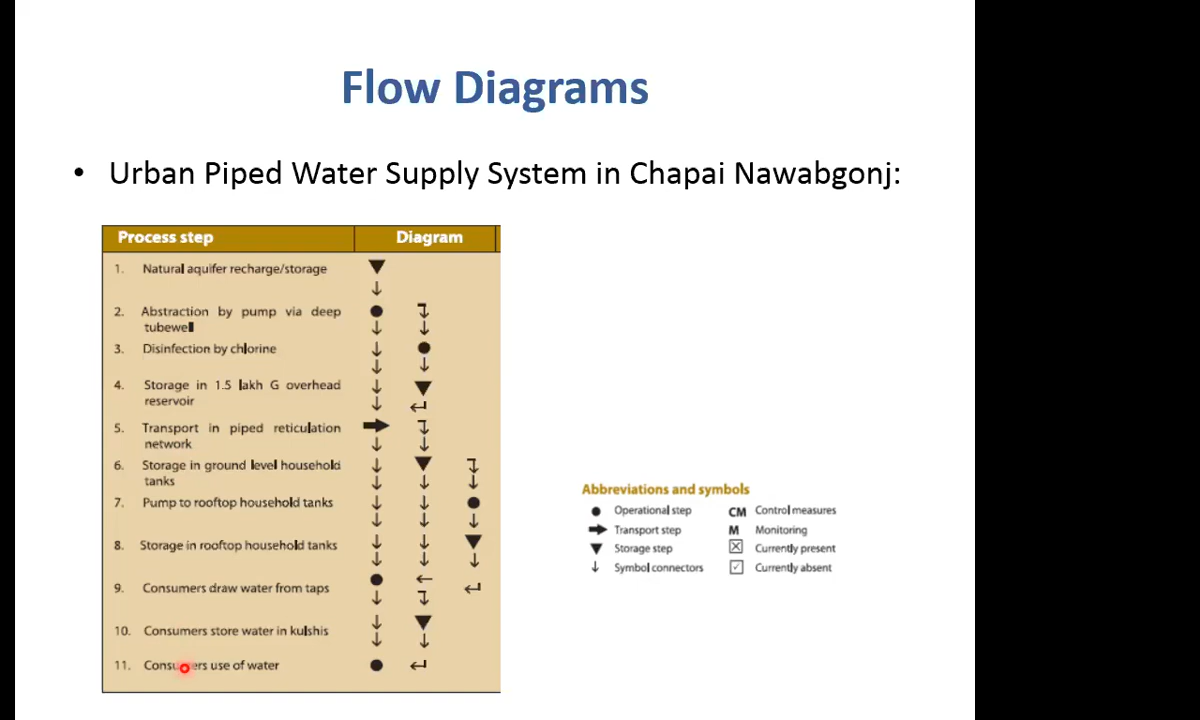 Flow Diagrams
• Urban Piped Water Supply System in Chapai Nawabgonj:
Process step Diagram
1. Natural aquifer recharge/storage
2. Abstraction by pump via deep
tubewell
3. Disinfection by chlorine
4. Storage in 1.5 lakh G overhead
reservoir
5. Transport in piped reticulation
network
6. Storage in ground level household
tanks
7. Pump to rooftop household tanks
8. Storage in rooftop household tanks
9. Consumers draw water from taps
10. Consumers store water in kulshis
11. Consumers use of water
Abbreviations and symbols
Operational step CM Control measures
Transport step M Monitoring
Storage step Currently present
Symbol connectors Currently absent